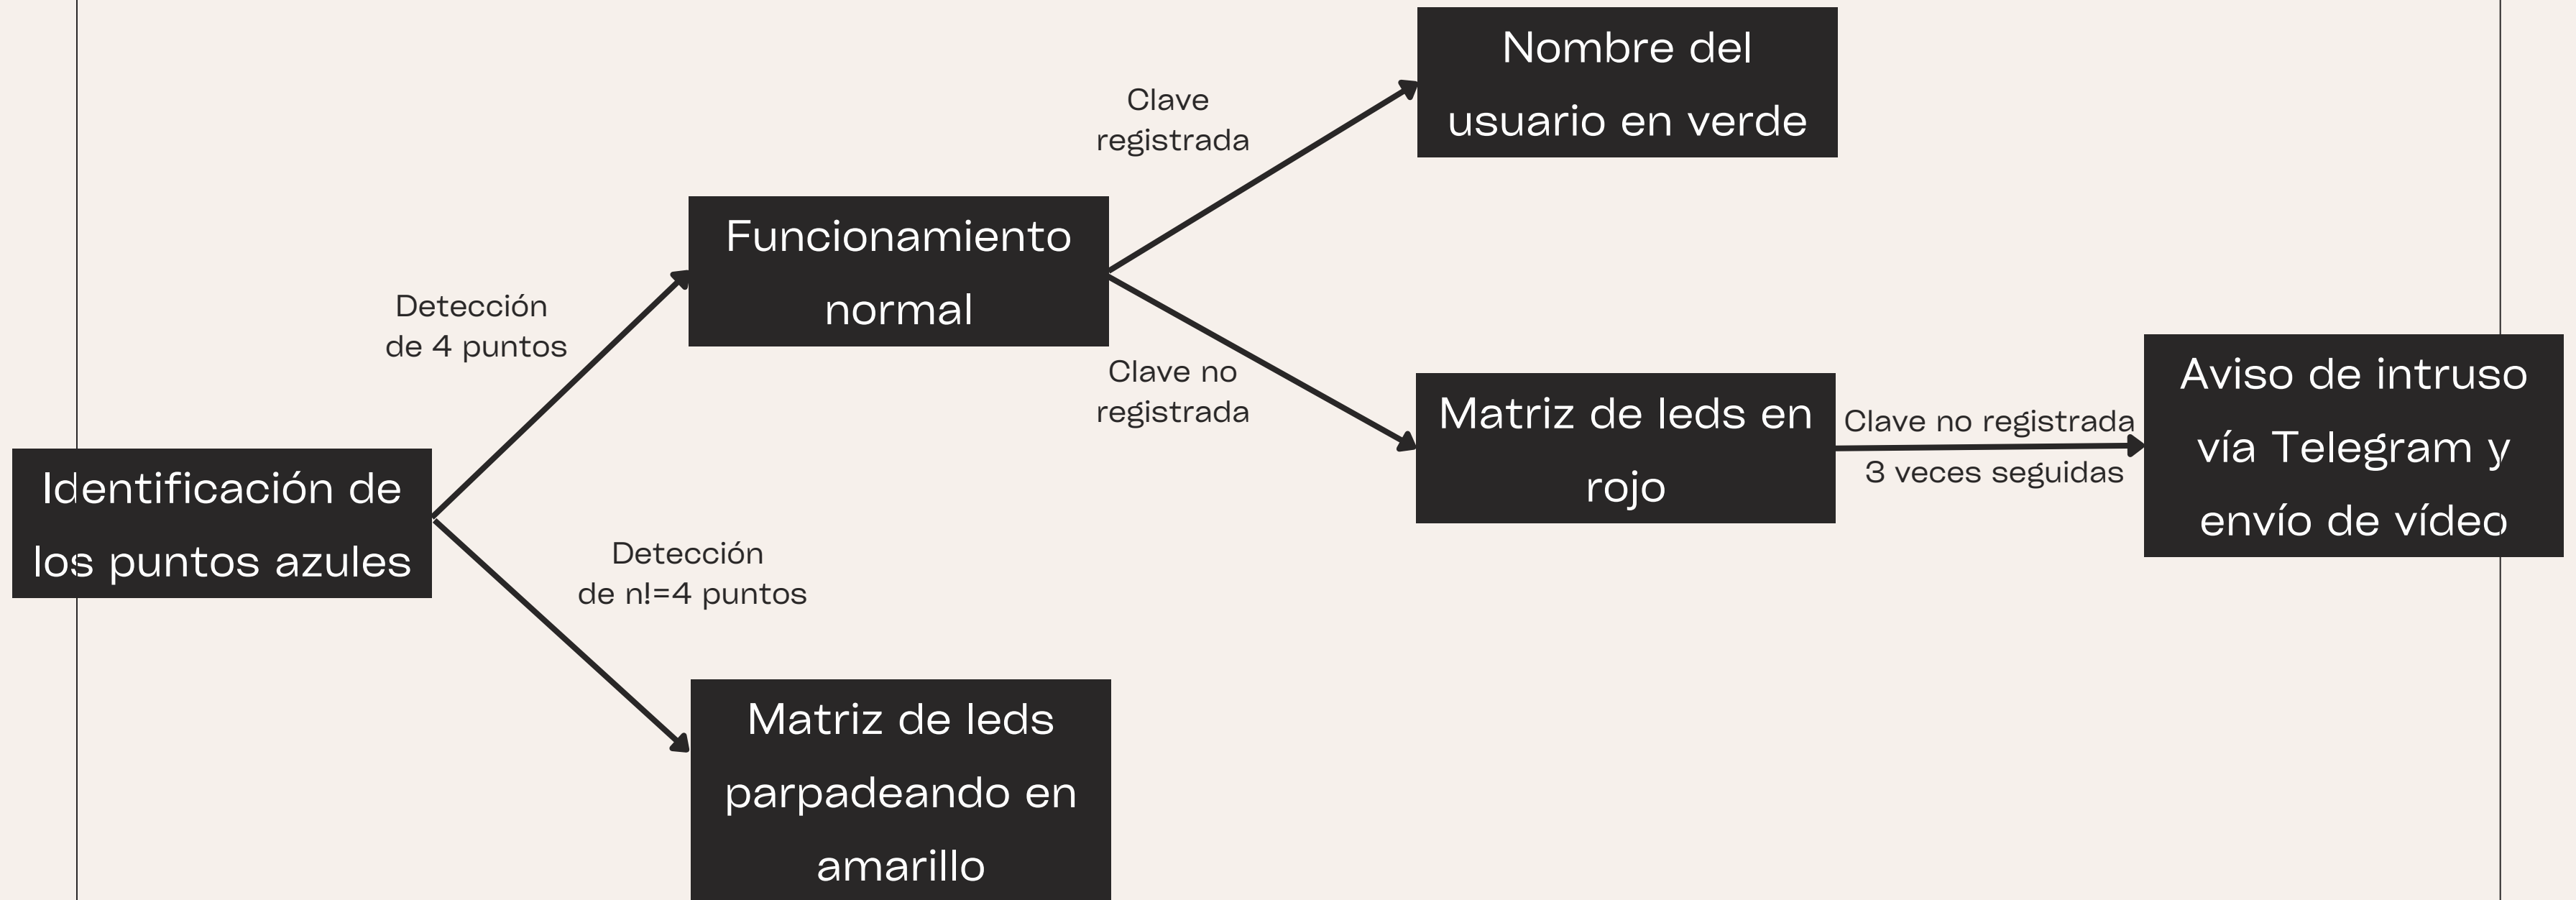 Nombre del
usuario en verde
Clave
registrada
Funcionamiento
normal
Detección
de 4 puntos
Clave no
registrada
Matriz de leds en
rojo
Clave no registrada
3 veces seguidas
Aviso de intruso
vía Telegram y
envío de vídeo
Identificación de
los puntos azules
Detección
de n!=4 puntos
Matriz de leds
parpadeando en
amarillo